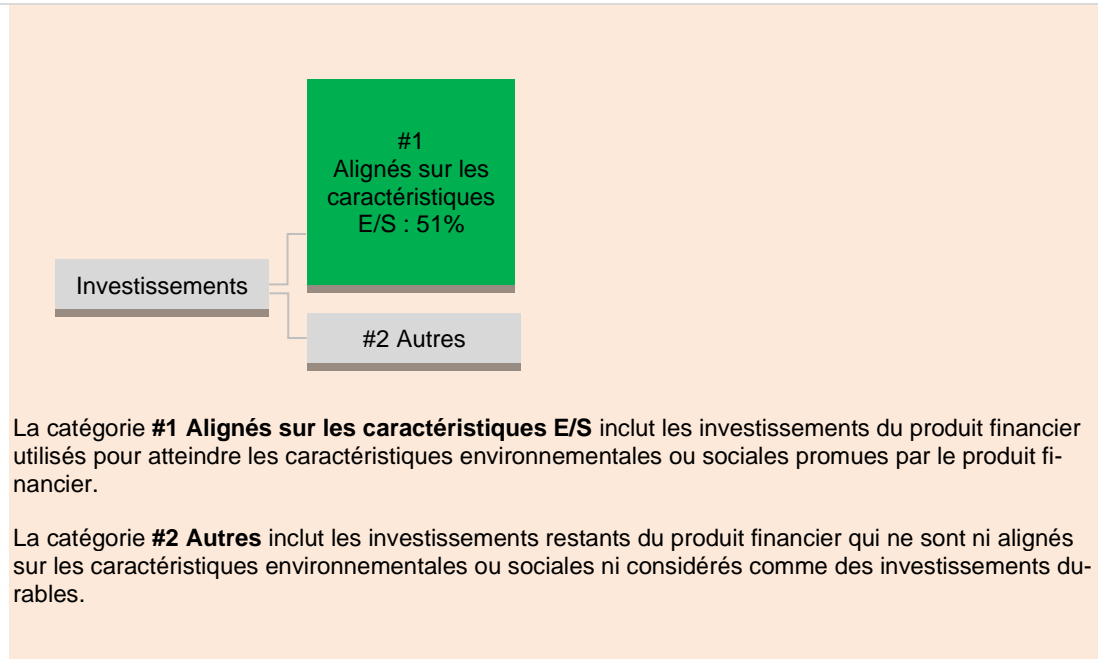 #1
Alignés sur les
caractéristiques
E/S : 51%
Investissements
#2 Autres
La catégorie #1 Alignés sur les caractéristiques E/S inclut les investissements du produit financier
utilisés pour atteindre les caractéristiques environnementales ou sociales promues par le produit fi-
nancier.
La catégorie #2 Autres inclut les investissements restants du produit financier qui ne sont ni alignés
sur les caractéristiques environnementales ou sociales ni considérés comme des investissements du-
rables.